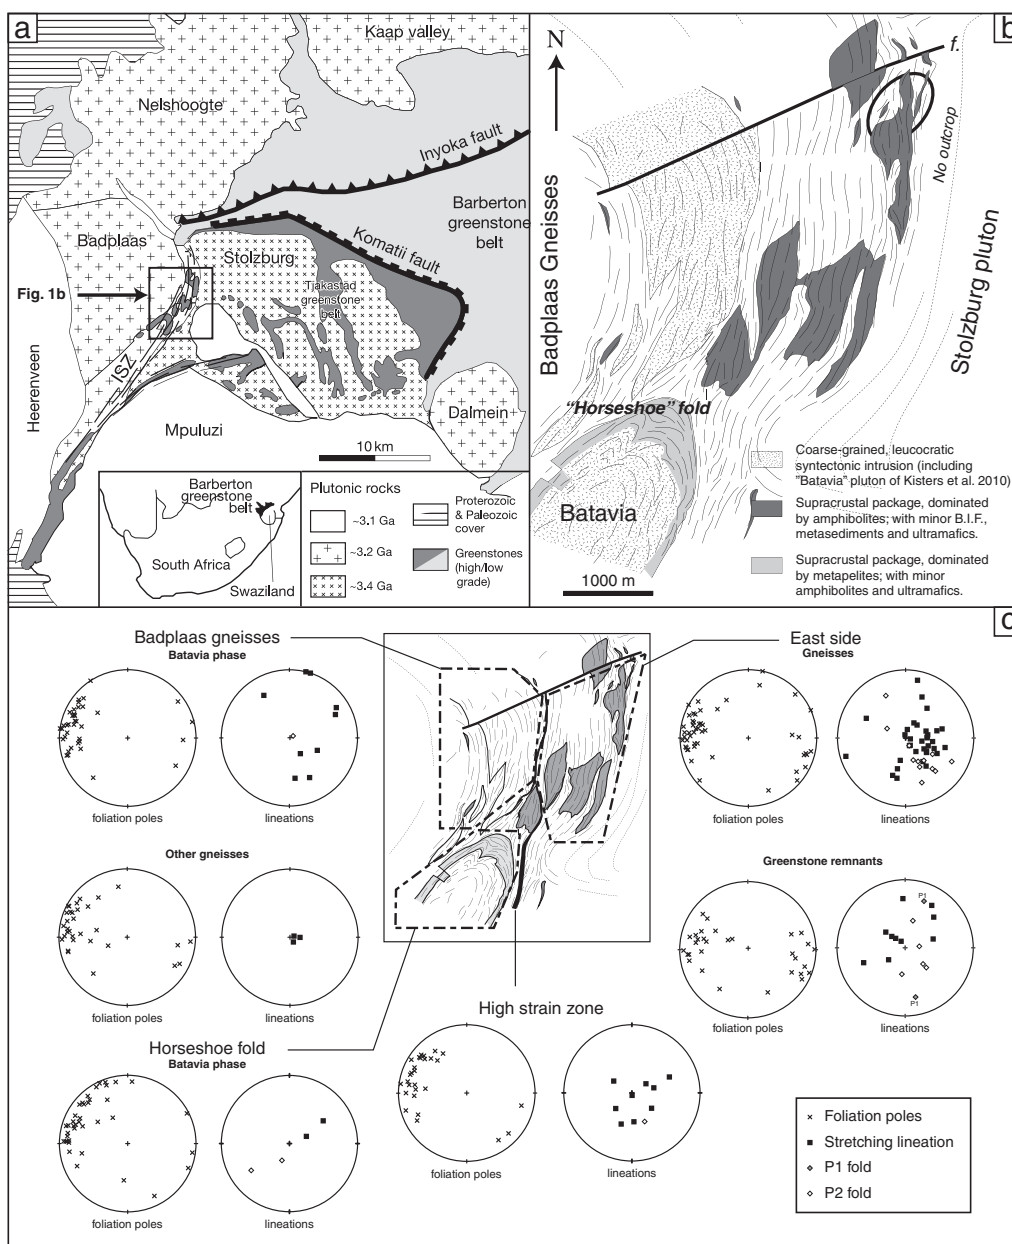 a
Kaap valley
Nelshoogte
Inyoka fault
Barberton
greenstone
belt
Badplaas
Komatii fault
Stolzburg
Tjakastad
greenstone
belt
Fig. 1b
ISZ
Heerenveen
Mpuluzi
Dalmein
10 km
Barberton
greenstone
belt
South Africa
Swaziland
Plutonic rocks
~3.1 Ga
~3.2 Ga
~3.4 Ga
Proterozoic
& Paleozoic
cover
Greenstones
(high/low
grade)
b
N
f.
No outcrop
Badplaas Gneisses
Stolzburg pluton
"Horseshoe" fold
Batavia
1000 m
Coarse-grained, leucocratic
syntectonic intrusion (including
"Batavia" pluton of Kisters et al. 2010)
Supracrustal package, dominated
by amphibolites; with minor B.I.F.,
metasediments and ultramafics.
Supracrustal package, dominated
by metapelites; with minor
amphibolites and ultramafics.
c
Badplaas gneisses
Batavia phase
foliation poles
lineations
Other gneisses
foliation poles
lineations
Horseshoe fold
Batavia phase
foliation poles
lineations
High strain zone
foliation poles
lineations
East side
Gneisses
foliation poles
lineations
Greenstone remnants
P1
P1
foliation poles
lineations
Foliation poles
Stretching lineation
P1 fold
P2 fold